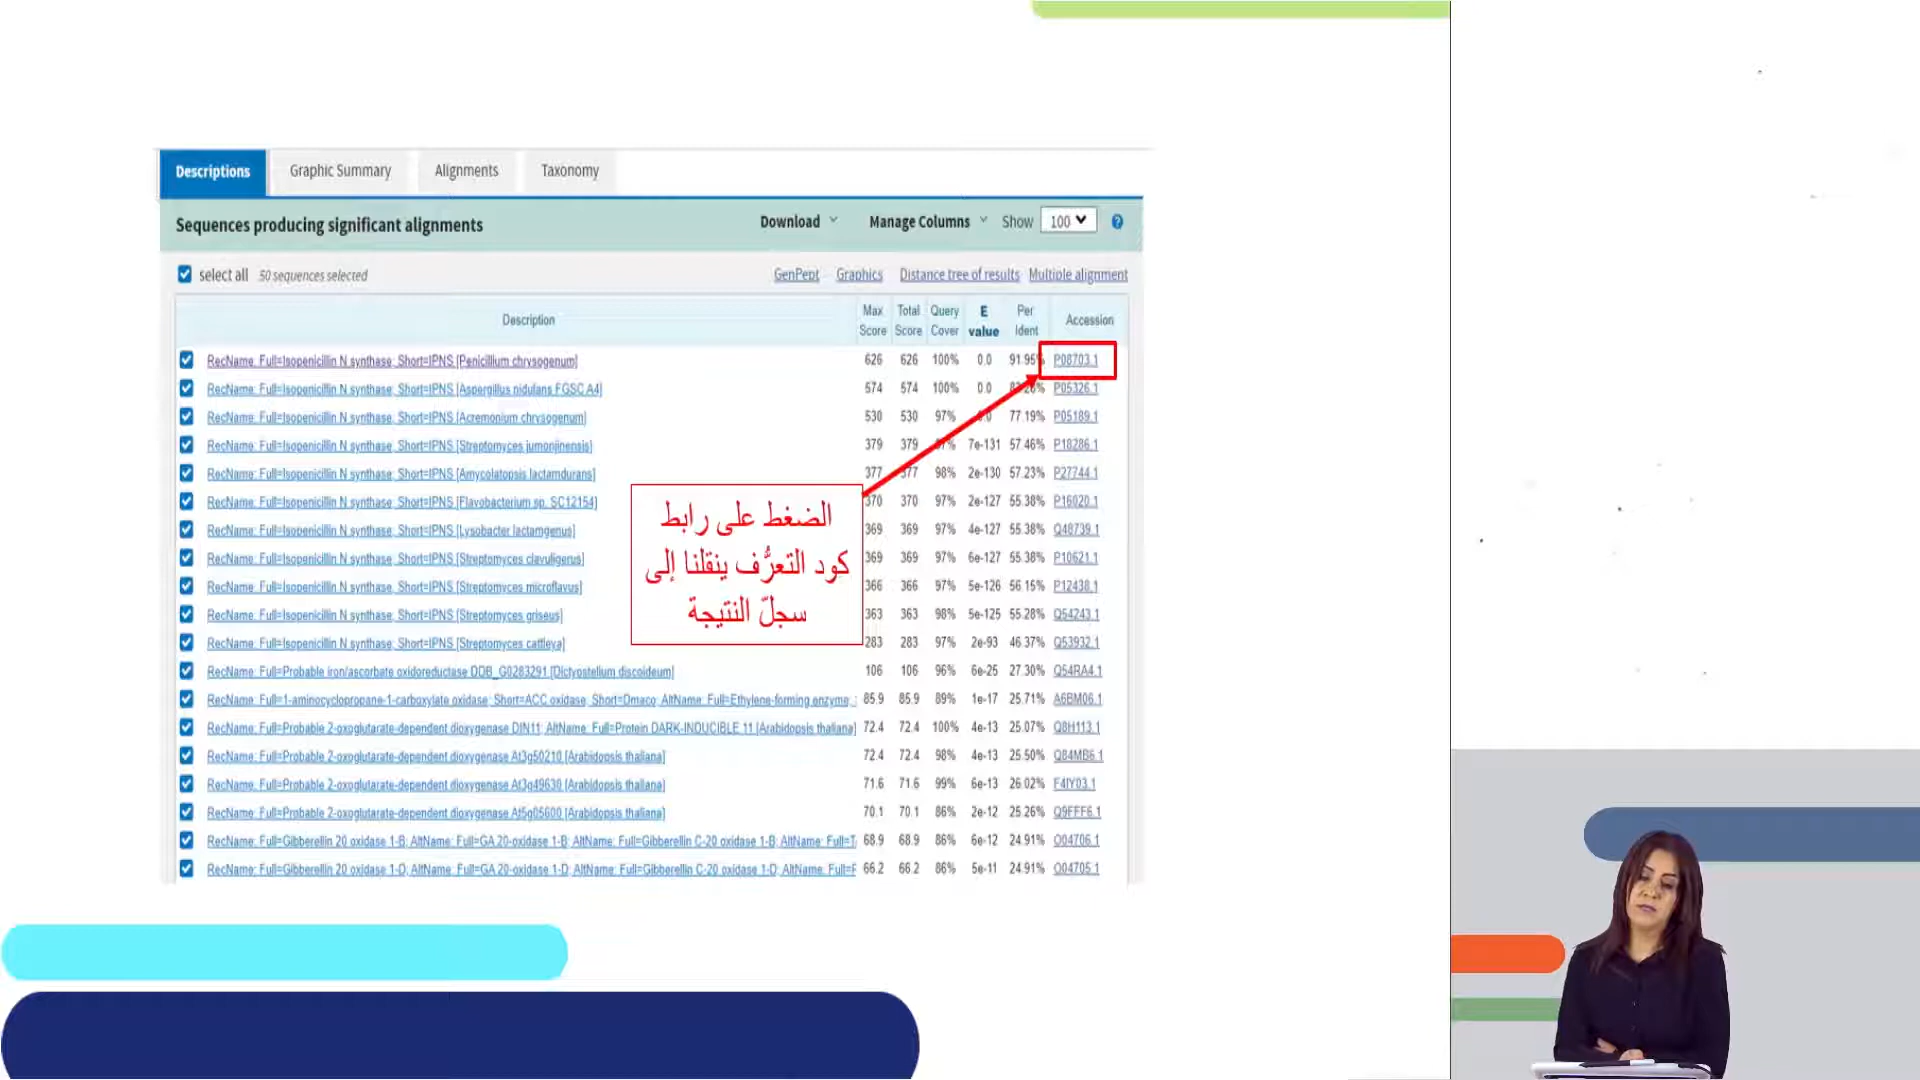 Descriptions Graphic Summary Alignments Taxonomy
Sequences producing significant alignments Download Manage Columns Show 100
select all 50 sequences selected GenPept Graphics Distance tree of results Multiple alignment
Description Max Score Total Score Query Cover E value Per Ident Accession
RecName: Full=Isopenicillin N synthase; Short=IPNS [Penicillium chrysogenum] 626 626 100% 0.0 91.95% P08703.1
RecName: Full=Isopenicillin N synthase; Short=IPNS [Aspergillus nidulans FGSC A4] 574 574 100% 0.0 P05326.1
RecName: Full=Isopenicillin N synthase; Short=IPNS [Acremonium chrysogenum] 530 530 97% 77.19% P05189.1
RecName: Full=Isopenicillin N synthase; Short=IPNS [Streptomyces jumonjinensis] 379 379 7e-131 57.46% P18286.1
RecName: Full=Isopenicillin N synthase; Short=IPNS [Amycolatopsis lactamdurans] 377 377 98% 2e-130 57.23% P27744.1
RecName: Full=Isopenicillin N synthase; Short=IPNS [Flavobacterium sp. SC12154] 370 370 97% 2e-127 55.38% P16020.1
RecName: Full=Isopenicillin N synthase; Short=IPNS [Lysobacter lactamgenus] 369 369 97% 4e-127 55.38% Q48739.1
RecName: Full=Isopenicillin N synthase; Short=IPNS [Streptomyces clavuligerus] 369 369 97% 6e-127 55.38% P10621.1
RecName: Full=Isopenicillin N synthase; Short=IPNS [Streptomyces microflavus] 366 366 97% 5e-126 56.15% P12438.1
RecName: Full=Isopenicillin N synthase; Short=IPNS [Streptomyces griseus] 363 363 98% 5e-125 55.28% Q54243.1
RecName: Full=Isopenicillin N synthase; Short=IPNS [Streptomyces cattleya] 283 283 97% 2e-93 46.37% Q53932.1
RecName: Full=Probable iron/ascorbate oxidoreductase DDB_G0283291 [Dictyostelium discoideum] 106 106 96% 6e-25 27.30% Q54RA4.1
RecName: Full=1-aminocyclopropane-1-carboxylate oxidase; Short=ACC oxidase; Short=Dmaco; AltName: Full=Ethylene-forming enzyme; 85.9 85.9 89% 1e-17 25.71% A6BM06.1
RecName: Full=Probable 2-oxoglutarate-dependent dioxygenase DIN11; AltName: Full=Protein DARK-INDUCIBLE 11 [Arabidopsis thaliana] 72.4 72.4 100% 4e-13 25.07% Q8H113.1
RecName: Full=Probable 2-oxoglutarate-dependent dioxygenase At3g50210 [Arabidopsis thaliana] 72.4 72.4 98% 4e-13 25.50% Q84MB6.1
RecName: Full=Probable 2-oxoglutarate-dependent dioxygenase At3g49630 [Arabidopsis thaliana] 71.6 71.6 99% 6e-13 26.02% F4IY03.1
RecName: Full=Probable 2-oxoglutarate-dependent dioxygenase At5g05600 [Arabidopsis thaliana] 70.1 70.1 86% 2e-12 25.26% Q9FFF6.1
RecName: Full=Gibberellin 20 oxidase 1-B; AltName: Full=GA 20-oxidase 1-B; AltName: Full=Gibberellin C-20 oxidase 1-B; AltName: Full=T 68.9 68.9 86% 6e-12 24.91% O04706.1
RecName: Full=Gibberellin 20 oxidase 1-D; AltName: Full=GA 20-oxidase 1-D; AltName: Full=Gibberellin C-20 oxidase 1-D; AltName: Full=F 66.2 66.2 86% 5e-11 24.91% O04705.1
الضغط على رابط
كود التعرُّف ينقلنا إلى
سجلّ النتيجة